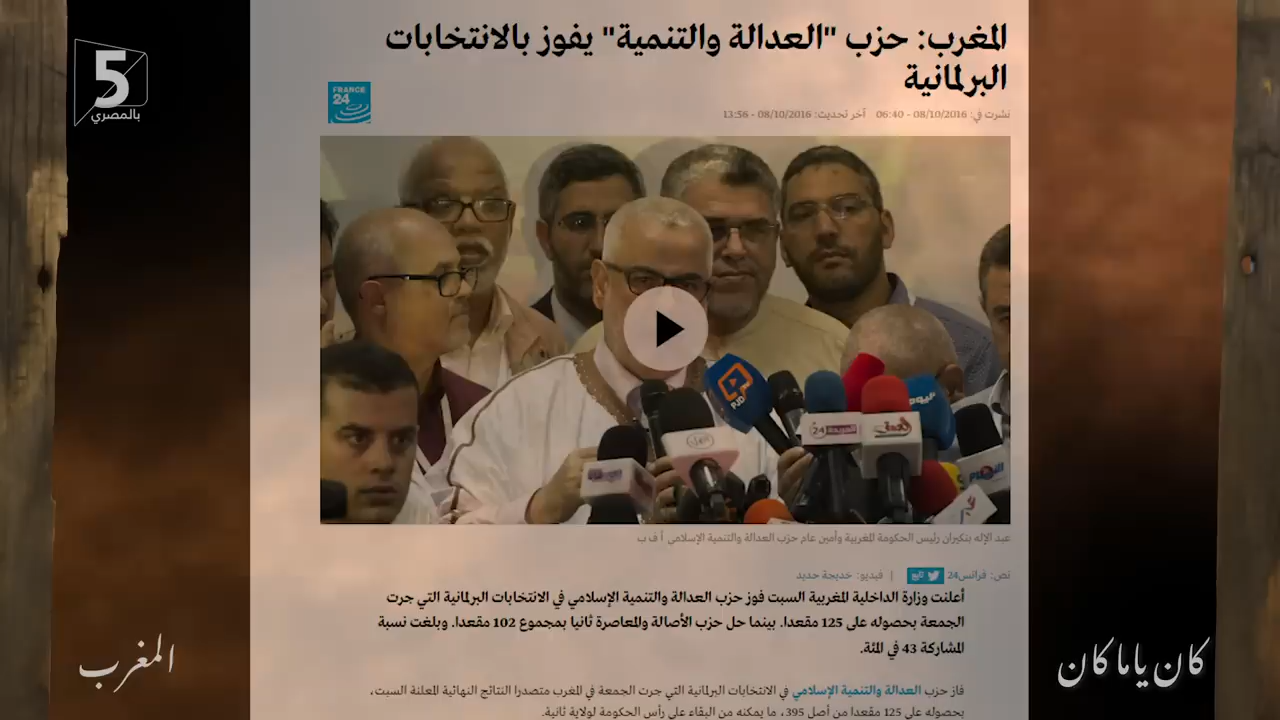 المغرب: حزب "العدالة والتنمية" يفوز بالانتخابات
البرلمانية
FRANCE
24
نشرت في: 08/10/2016 - 06:40 آخر تحديث: 08/10/2016 - 13:56
5
بالمصري
PJD
24
عبد الإله بنكيران رئيس الحكومة المغربية وأمين عام حزب العدالة والتنمية الإسلامي أ ف ب
نص: فرانس24 تابع | فيديو: خديجة حديد
أعلنت وزارة الداخلية المغربية السبت فوز حزب العدالة والتنمية الإسلامي في الانتخابات البرلمانية التي جرت
الجمعة بحصوله على 125 مقعدا. بينما حل حزب الأصالة والمعاصرة ثانيا بمجموع 102 مقعدا. وبلغت نسبة
المشاركة 43 في المئة.
فاز حزب العدالة والتنمية الإسلامي في الانتخابات البرلمانية التي جرت الجمعة في المغرب متصدرا النتائج النهائية المعلنة السبت،
بحصوله على 125 مقعدا من أصل 395، ما يمكنه من البقاء على رأس الحكومة لولاية ثانية.
كان ياما كان
المغرب